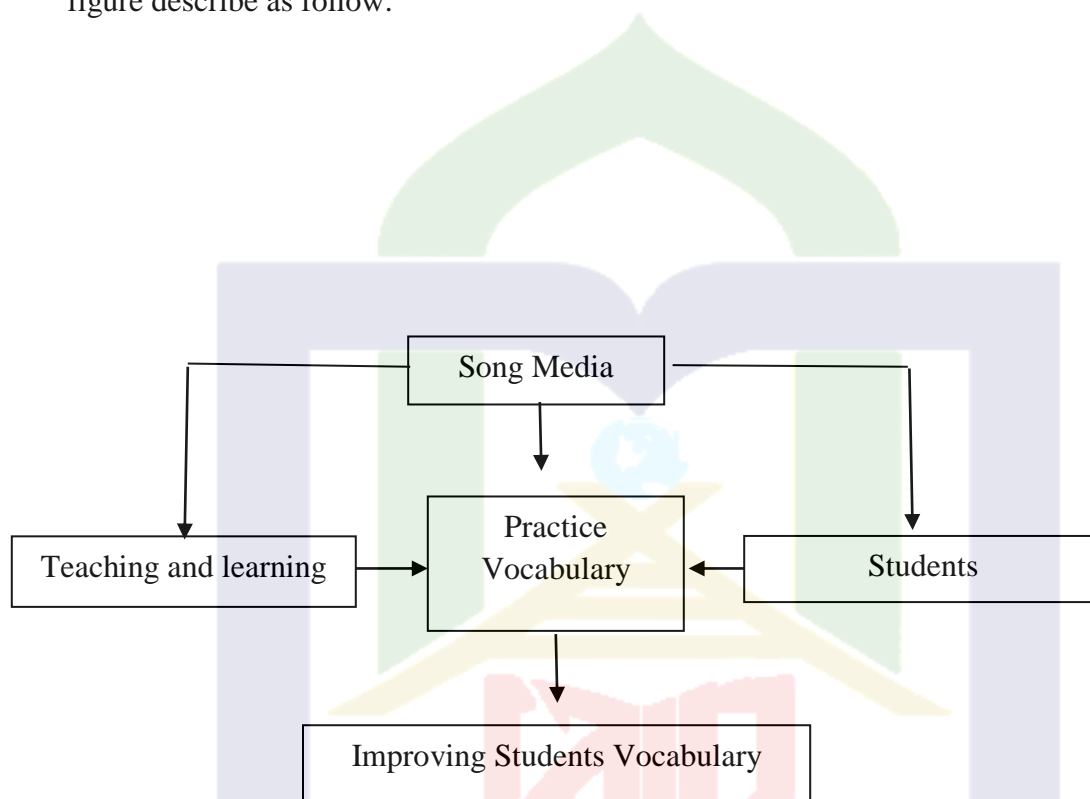 figure describe as follow.
Song Media
Practice
Vocabulary
Teaching and learning
Students
Improving Students Vocabulary